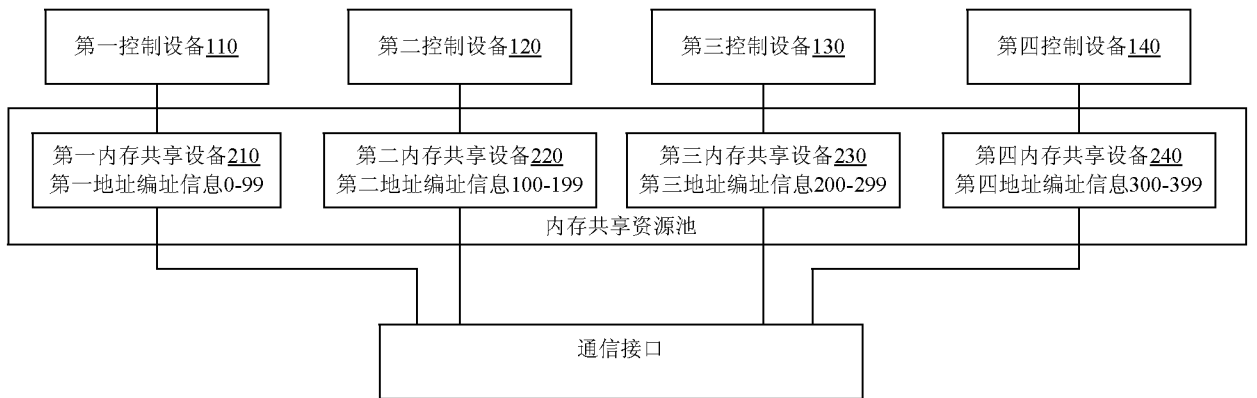 第一控制设备110
第二控制设备120
第三控制设备130
第四控制设备140
第一内存共享设备210
第一地址编址信息0-99
第二内存共享设备220
第二地址编址信息100-199
第三内存共享设备230
第三地址编址信息200-299
第四内存共享设备240
第四地址编址信息300-399
内存共享资源池
通信接口